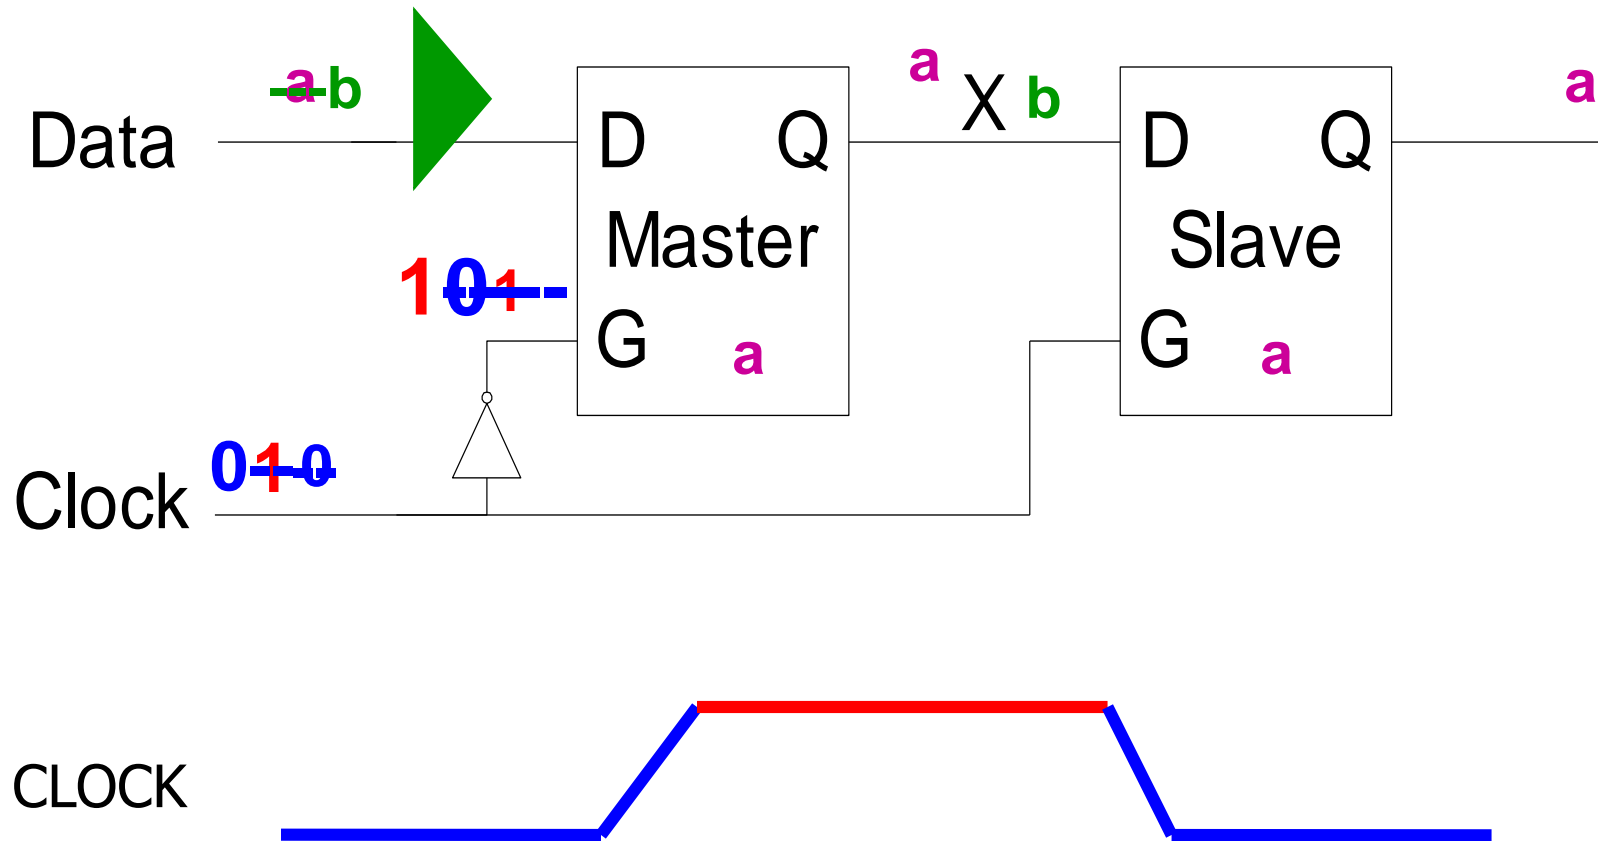 a b
a X b
a
Data
D Q
D Q
Master
Slave
1 0 1
G a
G a
0 1 0
Clock
CLOCK